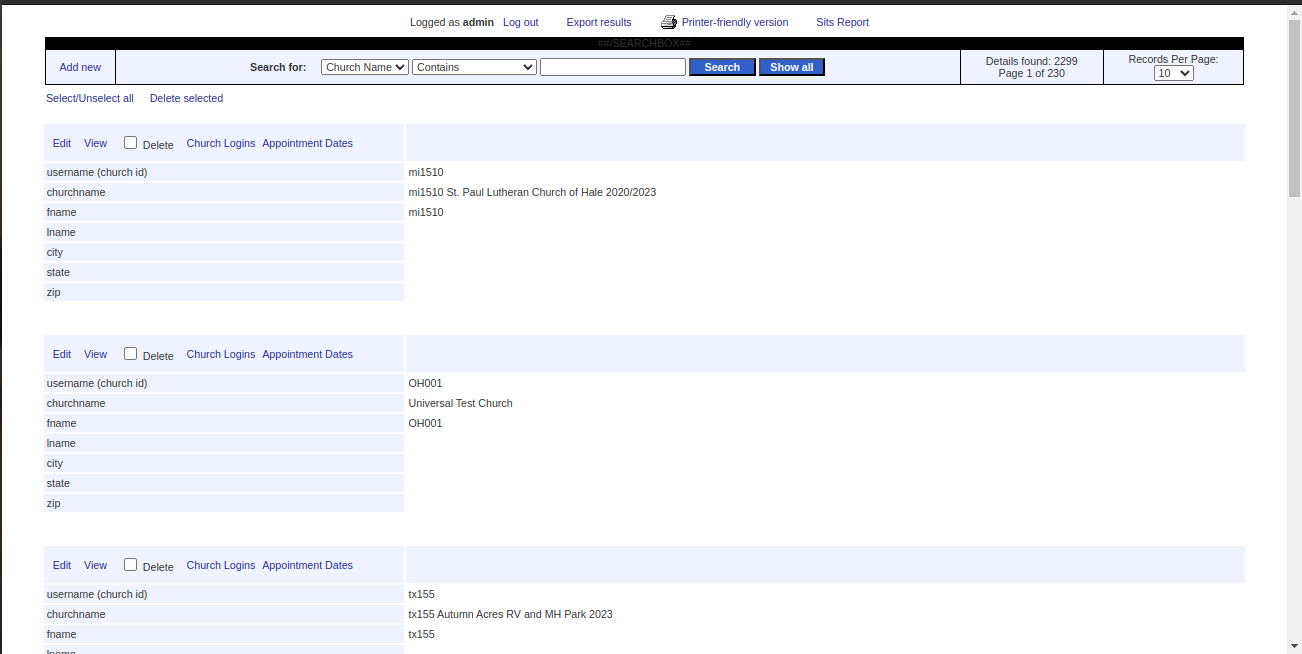 Logged as admin Log out Export results Printer-friendly version Sits Report
##/SEARCHBOX##
Add new Search for: Church Name Contains Search Show all Details found: 2299 Page 1 of 230 Records Per Page: 10
Select/Unselect all Delete selected
Edit View Delete Church Logins Appointment Dates
username (church id) mi1510
churchname mi1510 St. Paul Lutheran Church of Hale 2020/2023
fname mi1510
lname
city
state
zip
Edit View Delete Church Logins Appointment Dates
username (church id) OH001
churchname Universal Test Church
fname OH001
lname
city
state
zip
Edit View Delete Church Logins Appointment Dates
username (church id) tx155
churchname tx155 Autumn Acres RV and MH Park 2023
fname tx155
lname